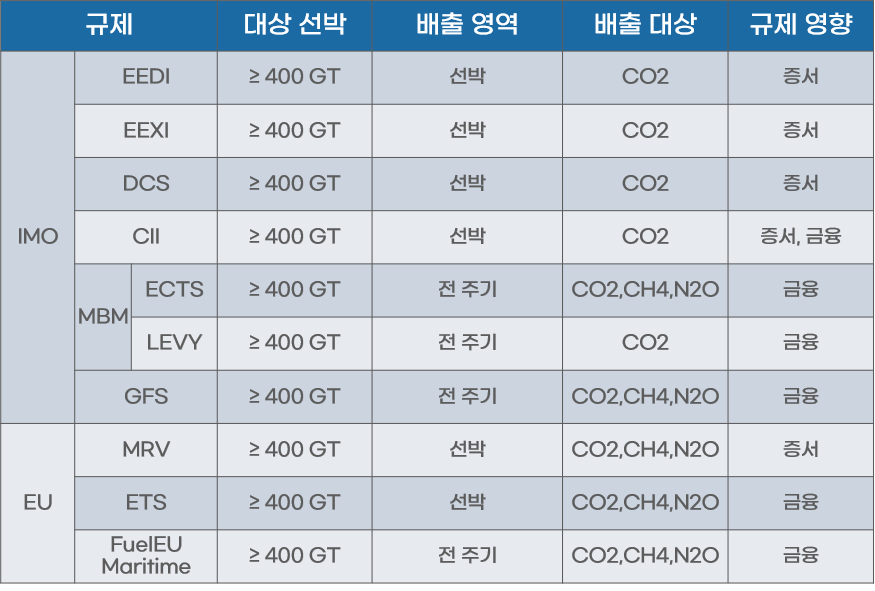 규제 대상 선박 배출 영역 배출 대상 규제 영향
IMO
EEDI ≥ 400 GT 선박 CO2 증서
EEXI ≥ 400 GT 선박 CO2 증서
DCS ≥ 400 GT 선박 CO2 증서
CII ≥ 400 GT 선박 CO2 증서, 금융
MBM
ECTS ≥ 400 GT 전 주기 CO2,CH4,N2O 금융
LEVY ≥ 400 GT 전 주기 CO2 금융
GFS ≥ 400 GT 전 주기 CO2,CH4,N2O 금융
EU
MRV ≥ 400 GT 선박 CO2,CH4,N2O 증서
ETS ≥ 400 GT 선박 CO2,CH4,N2O 금융
FuelEU
Maritime ≥ 400 GT 전 주기 CO2,CH4,N2O 금융